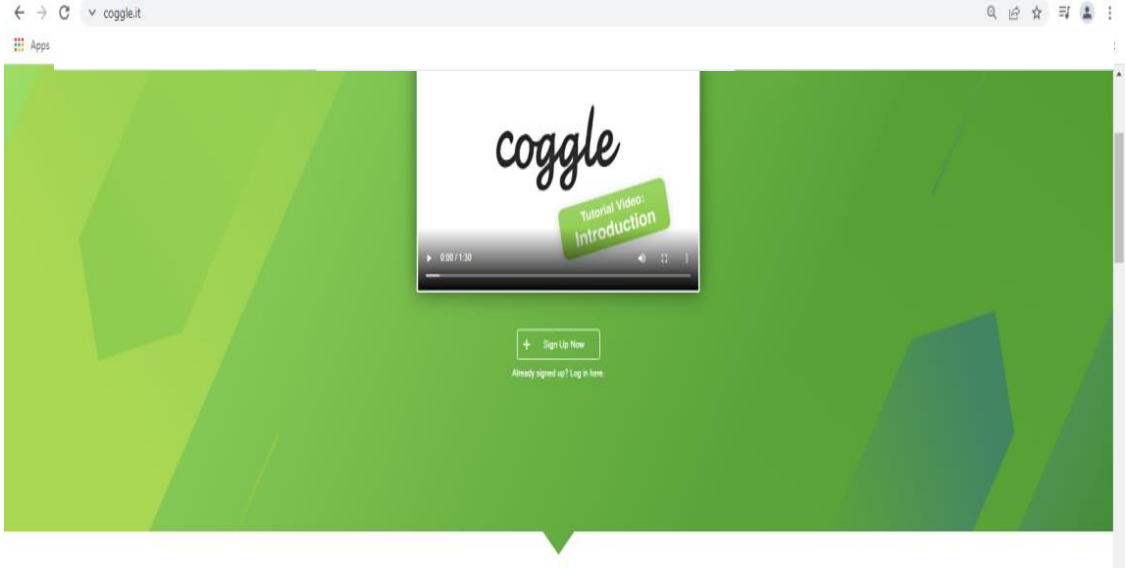 coggle.it
Apps
coggle
Tutorial Video:
Introduction
0:00 / 1:30
+ Sign Up Now
Already signed up? Log in here.